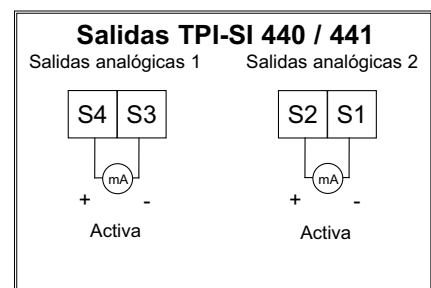 Salidas TPI-SI 440 / 441
Salidas analógicas 1 Salidas analógicas 2
S4 S3 S2 S1
mA mA
+ - + -
Activa Activa